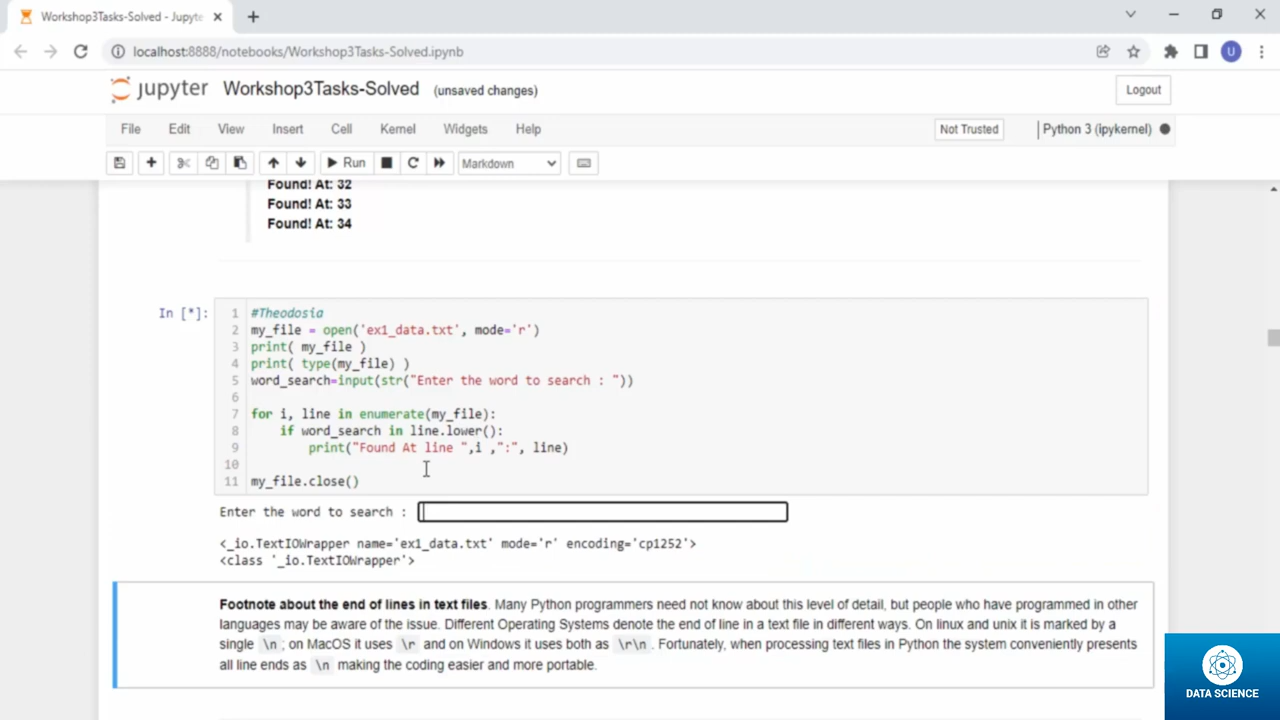 Workshop3Tasks-Solved - Jupyte
localhost:8888/notebooks/Workshop3Tasks-Solved.ipynb
U
jupyter Workshop3Tasks-Solved (unsaved changes)
Logout
File Edit View Insert Cell Kernel Widgets Help
Not Trusted
Python 3 (ipykernel)
Run
Markdown
Found! At: 32
Found! At: 33
Found! At: 34
In [*]:
1 #Theodosia
2 my_file = open('ex1_data.txt', mode='r')
3 print( my_file )
4 print( type(my_file) )
5 word_search=input(str("Enter the word to search : "))
6
7 for i, line in enumerate(my_file):
8     if word_search in line.lower():
9         print("Found At line ",i ,":", line)
10
11 my_file.close()
Enter the word to search :
<_io.TextIOWrapper name='ex1_data.txt' mode='r' encoding='cp1252'>
<class '_io.TextIOWrapper'>
Footnote about the end of lines in text files. Many Python programmers need not know about this level of detail, but people who have programmed in other
languages may be aware of the issue. Different Operating Systems denote the end of line in a text file in different ways. On linux and unix it is marked by a
single \n ; on MacOS it uses \r and on Windows it uses both as \r\n . Fortunately, when processing text files in Python the system conveniently presents
all line ends as \n making the coding easier and more portable.
DATA SCIENCE